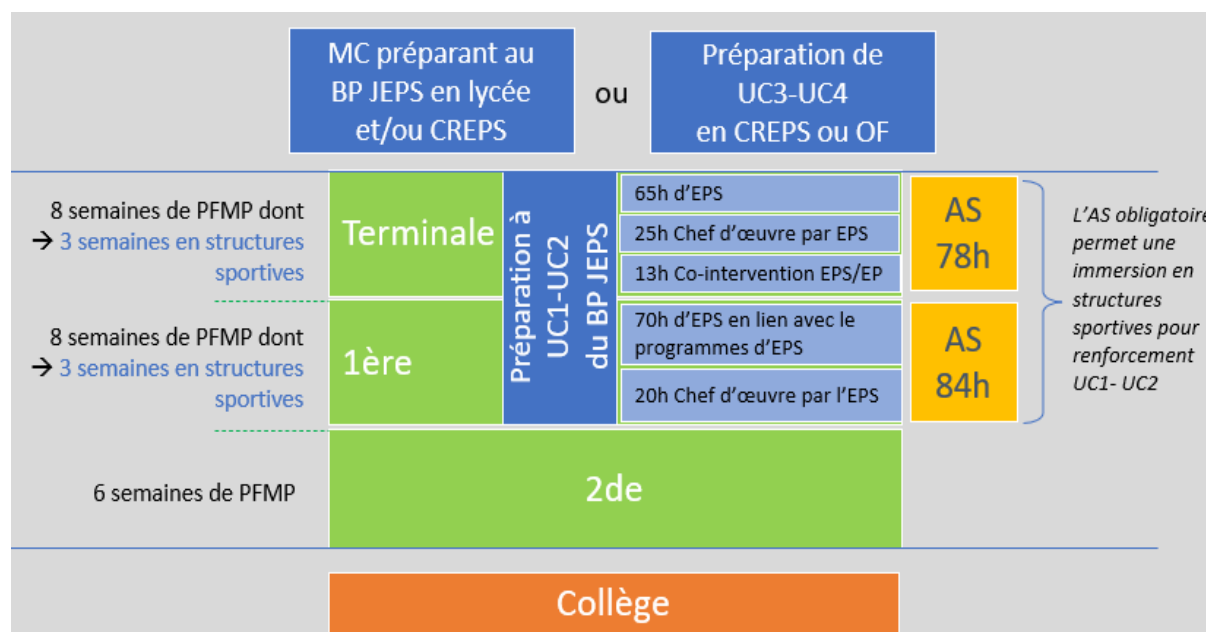 MC préparant au
BP JEPS en lycée
et/ou CREPS
ou
Préparation de
UC3-UC4
en CREPS ou OF
8 semaines de PFMP dont
→ 3 semaines en structures
sportives
Terminale
Préparation à
UC1-UC2
du BP JEPS
65h d'EPS
25h Chef d'œuvre par EPS
13h Co-intervention EPS/EP
AS
78h
L'AS obligatoire
permet une
immersion en
structures
sportives pour
renforcement
UC1- UC2
8 semaines de PFMP dont
→ 3 semaines en structures
sportives
1ère
70h d'EPS en lien avec le
programmes d'EPS
20h Chef d'œuvre par l'EPS
AS
84h
6 semaines de PFMP
2de
Collège